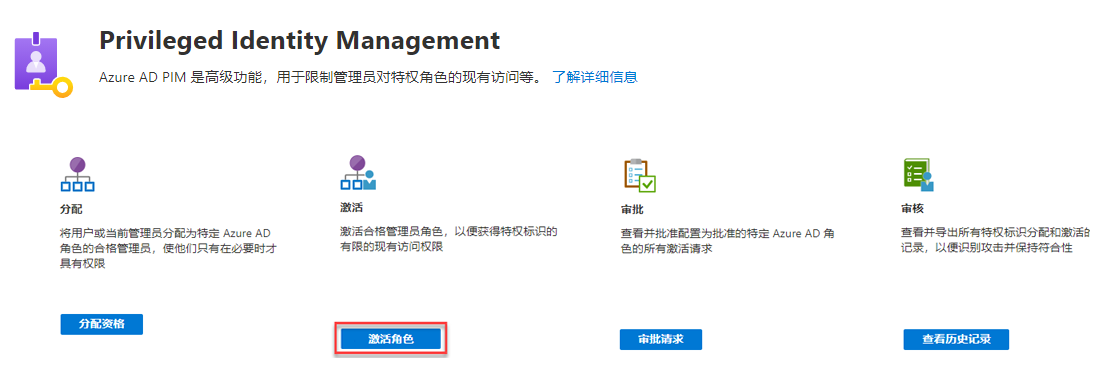 Privileged Identity Management
Azure AD PIM 是高级功能，用于限制管理员对特权角色的现有访问等。 了解详细信息
分配
将用户或当前管理员分配为特定 Azure AD
角色的合格管理员，使他们只有在必要时才
具有权限
分配资格
激活
激活合格管理员角色，以便获得特权标识的
有限的现有访问权限
激活角色
审批
查看并批准配置为批准的特定 Azure AD 角
色的所有激活请求
审批请求
审核
查看并导出所有特权标识分配和激活的
记录，以便识别攻击并保持符合性
查看历史记录